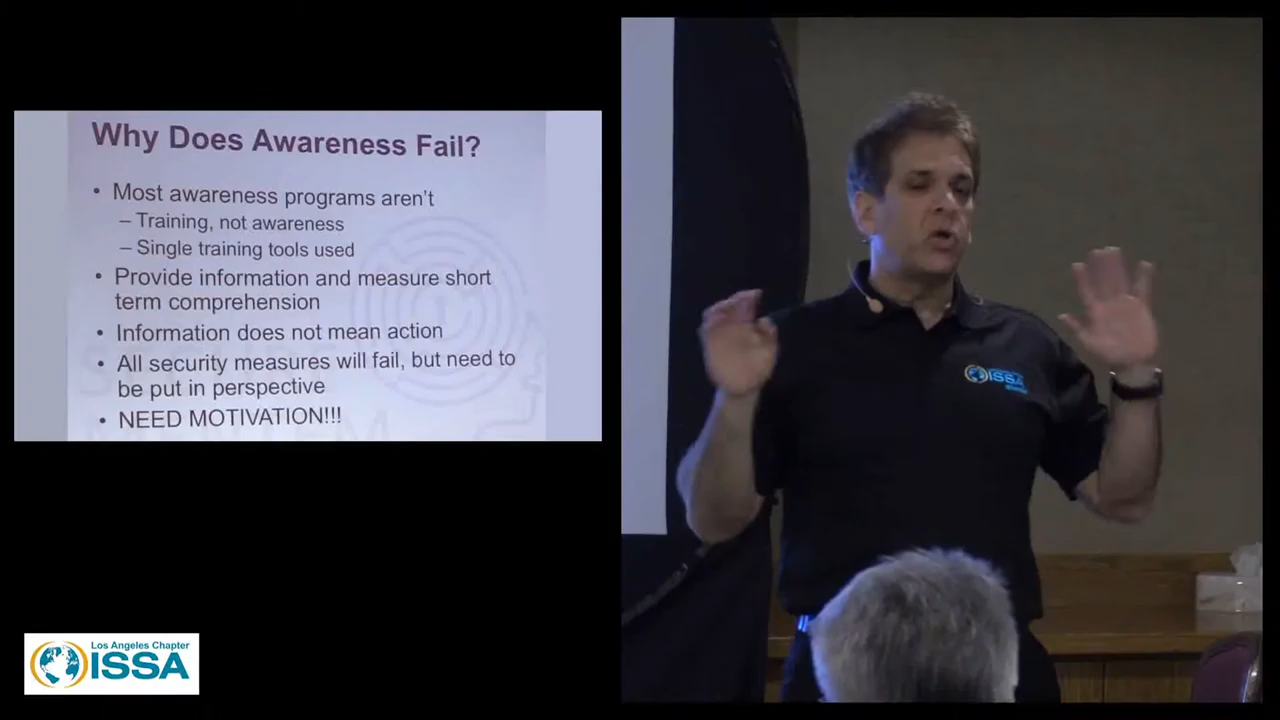 Why Does Awareness Fail?
• Most awareness programs aren't
– Training, not awareness
– Single training tools used
• Provide information and measure short
term comprehension
• Information does not mean action
• All security measures will fail, but need to
be put in perspective
• NEED MOTIVATION!!!
ISSA
Los Angeles Chapter
ISSA